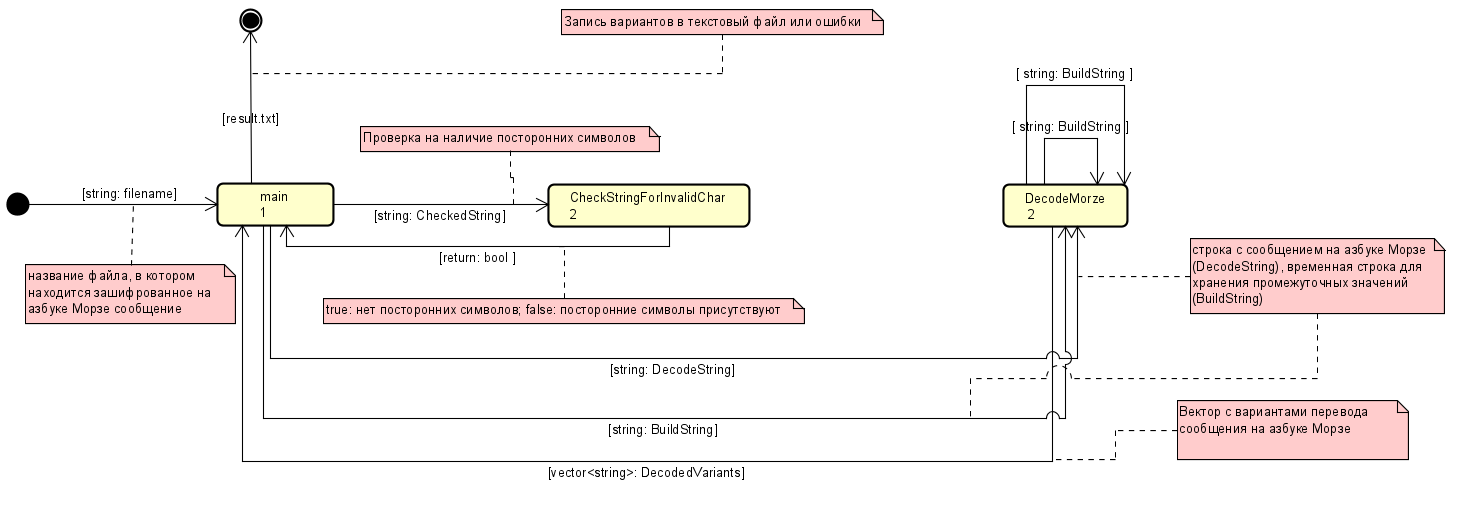 Запись вариантов в текстовый файл или ошибки
[ string: BuildString ]
[result.txt]
[ string: BuildString ]
Проверка на наличие посторонних символов
[string: filename]
main
1
CheckStringForInvalidChar
2
DecodeMorze
2
[string: CheckedString]
[return: bool ]
название файла, в котором
находится зашифрованное на
азбуке Морзе сообщение
true: нет посторонних символов; false: посторонние символы присутствуют
строка с сообщением на азбуке Морзе
(DecodeString), временная строка для
хранения промежуточных значений
(BuildString)
[string: DecodeString]
[string: BuildString]
Вектор с вариантами перевода
сообщения на азбуке Морзе
[vector<string>: DecodedVariants]